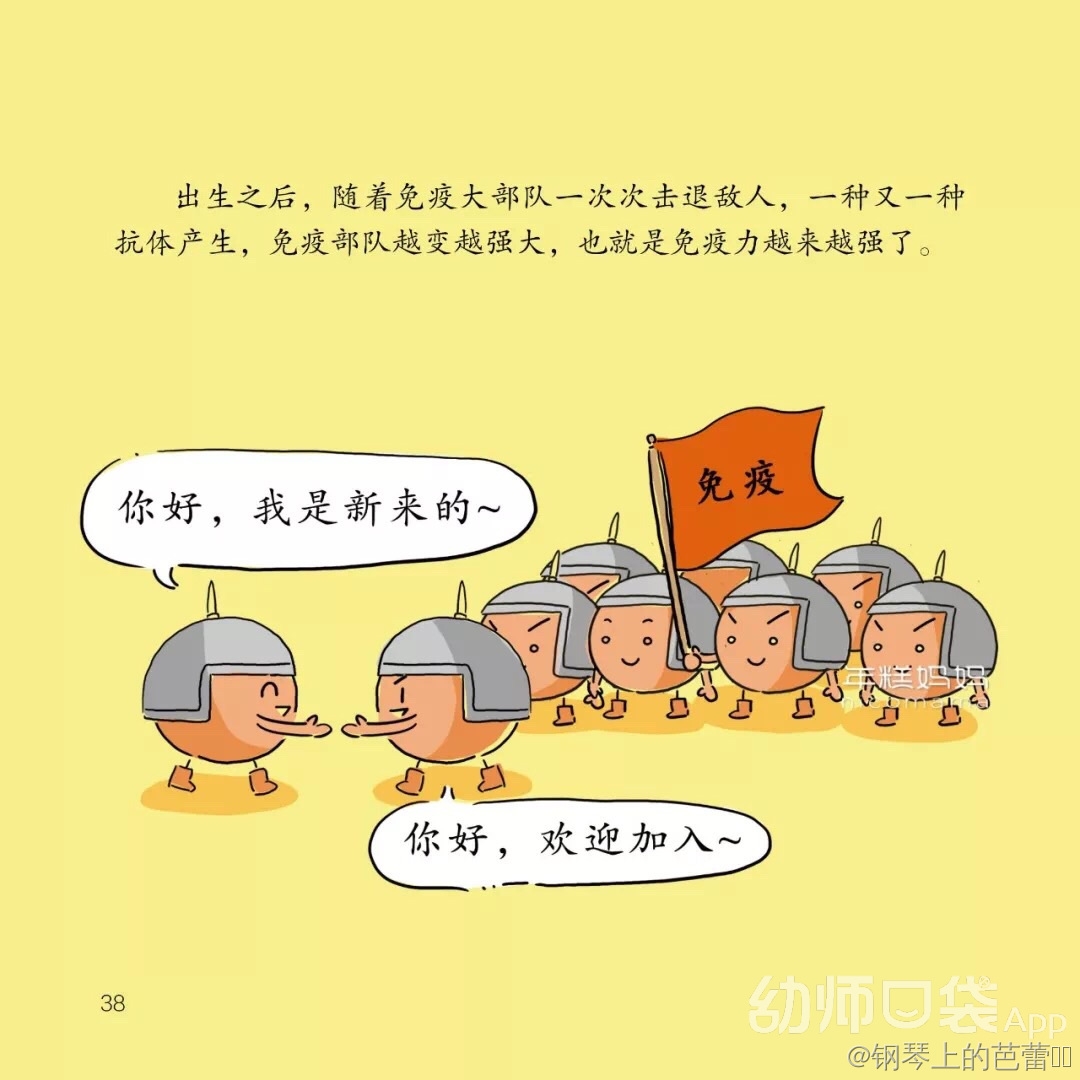 出生之后，随着免疫大部队一次次击退敌人，一种又一种
抗体产生，免疫部队越变越强大，也就是免疫力越来越强了。
免疫
你好，我是新来的~
年糕妈妈
你好，欢迎加入~
38
幼师口袋App
@钢琴上的芭蕾